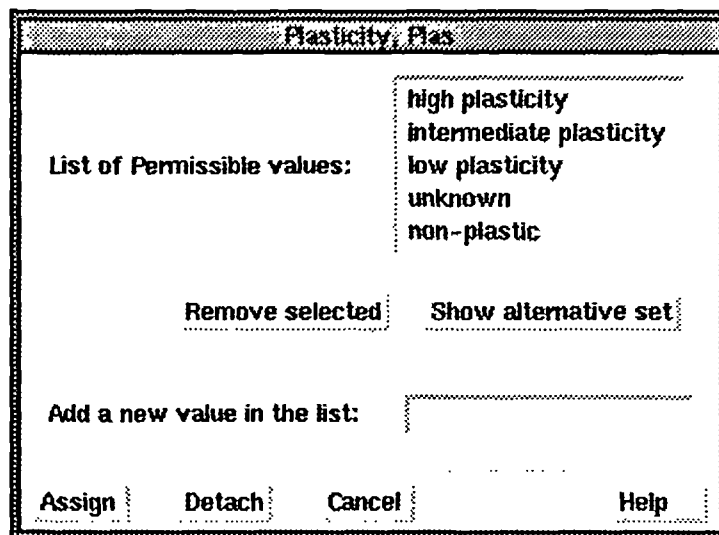 Plasticity, Plas
high plasticity
intermediate plasticity
List of Permissible values: low plasticity
unknown
non-plastic
Remove selected Show alternative set
Add a new value in the list:
Assign Detach Cancel Help